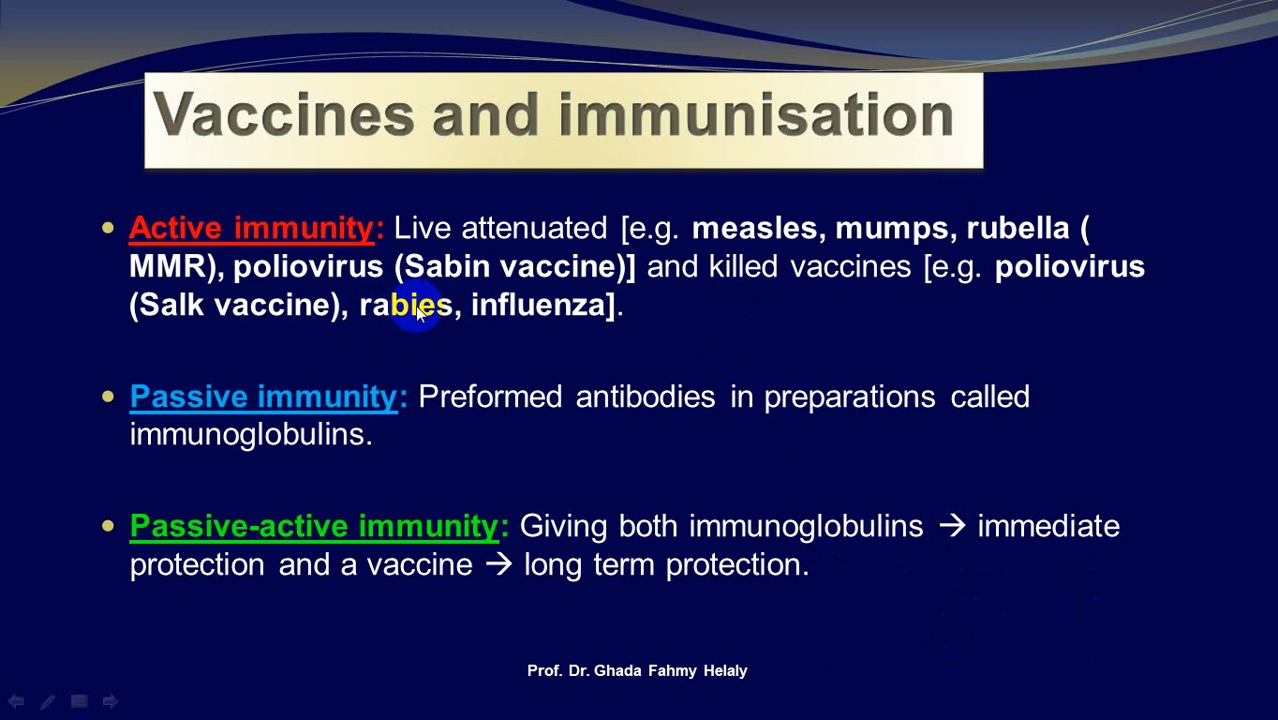 Vaccines and immunisation
Active immunity: Live attenuated [e.g. measles, mumps, rubella (
MMR), poliovirus (Sabin vaccine)] and killed vaccines [e.g. poliovirus
(Salk vaccine), rabies, influenza].
Passive immunity: Preformed antibodies in preparations called
immunoglobulins.
Passive-active immunity: Giving both immunoglobulins → immediate
protection and a vaccine → long term protection.
Prof. Dr. Ghada Fahmy Helaly